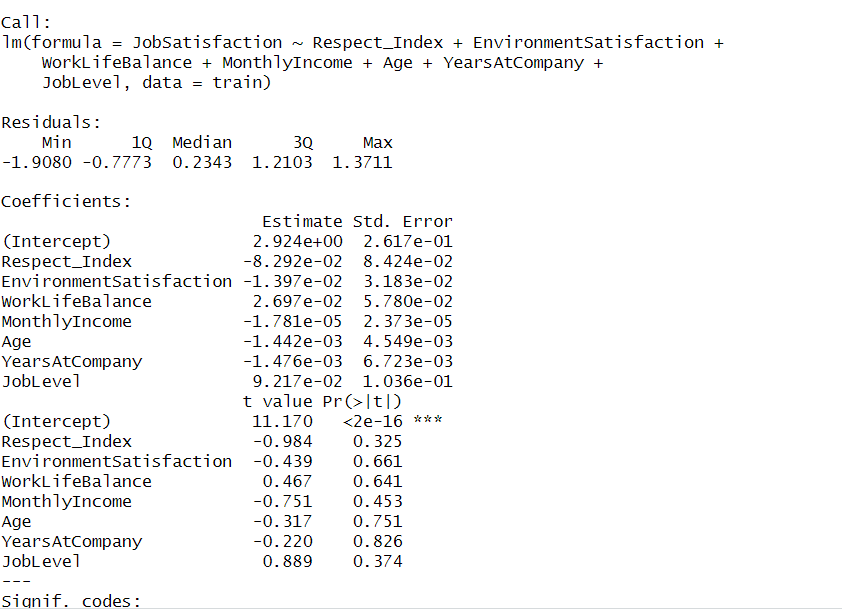 Call:
lm(formula = JobSatisfaction ~ Respect_Index + EnvironmentSatisfaction +
    WorkLifeBalance + MonthlyIncome + Age + YearsAtCompany +
    JobLevel, data = train)

Residuals:
    Min      1Q  Median      3Q     Max
-1.9080 -0.7773  0.2343  1.2103  1.3711

Coefficients:
                          Estimate Std. Error
(Intercept)              2.924e+00  2.617e-01
Respect_Index           -8.292e-02  8.424e-02
EnvironmentSatisfaction -1.397e-02  3.183e-02
WorkLifeBalance          2.697e-02  5.780e-02
MonthlyIncome           -1.781e-05  2.373e-05
Age                     -1.442e-03  4.549e-03
YearsAtCompany          -1.476e-03  6.723e-03
JobLevel                 9.217e-02  1.036e-01
                        t value Pr(>|t|)
(Intercept)              11.170   <2e-16 ***
Respect_Index            -0.984    0.325
EnvironmentSatisfaction  -0.439    0.661
WorkLifeBalance           0.467    0.641
MonthlyIncome            -0.751    0.453
Age                      -0.317    0.751
YearsAtCompany           -0.220    0.826
JobLevel                  0.889    0.374
---
Signif. codes: